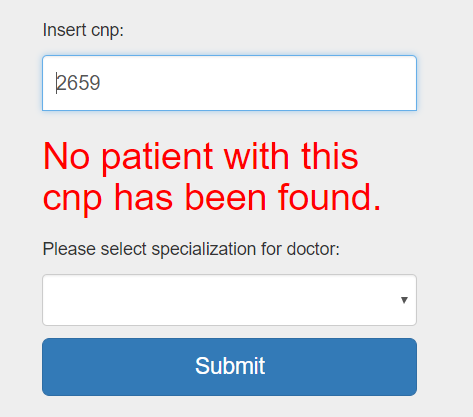 Insert cnp:
2659
No patient with this
cnp has been found.
Please select specialization for doctor:
Submit